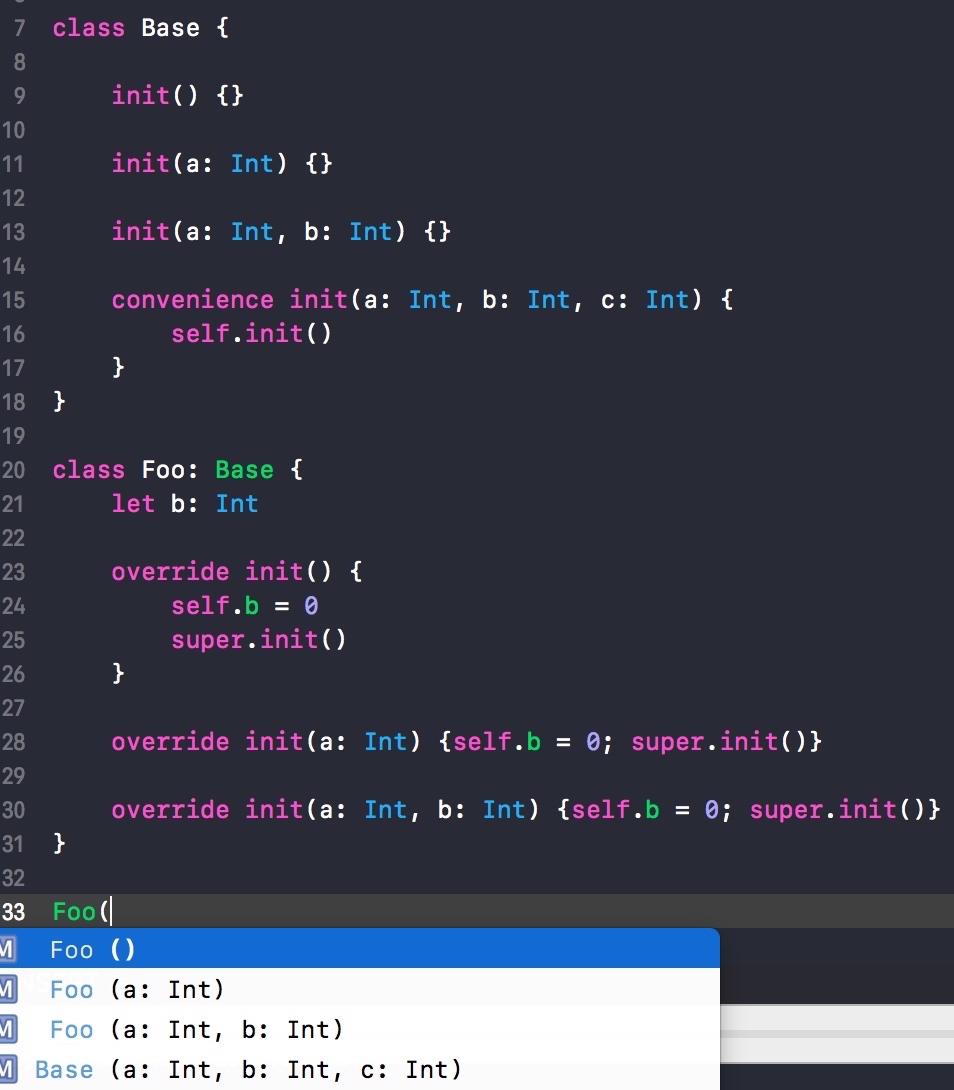 7 class Base {
8
9 init() {}
10
11 init(a: Int) {}
12
13 init(a: Int, b: Int) {}
14
15 convenience init(a: Int, b: Int, c: Int) {
16 self.init()
17 }
18 }
19
20 class Foo: Base {
21 let b: Int
22
23 override init() {
24 self.b = 0
25 super.init()
26 }
27
28 override init(a: Int) {self.b = 0; super.init()}
29
30 override init(a: Int, b: Int) {self.b = 0; super.init()}
31 }
32
33 Foo(
M Foo ()
M Foo (a: Int)
M Foo (a: Int, b: Int)
M Base (a: Int, b: Int, c: Int)